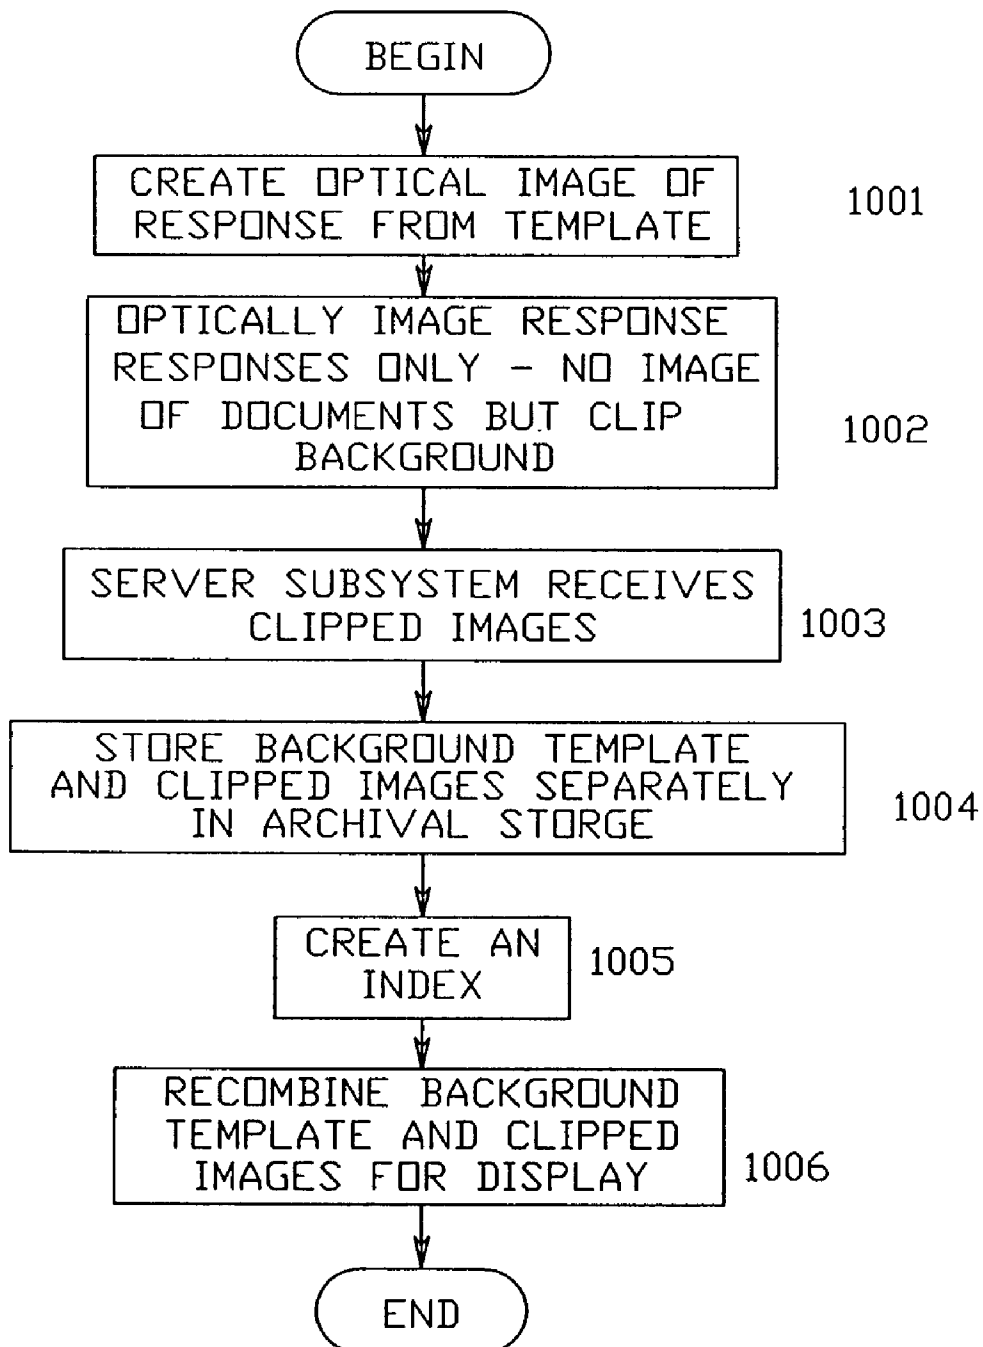 BEGIN
CREATE OPTICAL IMAGE OF
RESPONSE FROM TEMPLATE
1001
OPTICALLY IMAGE RESPONSE
RESPONSES ONLY - NO IMAGE
OF DOCUMENTS BUT CLIP
BACKGROUND
1002
SERVER SUBSYSTEM RECEIVES
CLIPPED IMAGES
1003
STORE BACKGROUND TEMPLATE
AND CLIPPED IMAGES SEPARATELY
IN ARCHIVAL STORGE
1004
CREATE AN
INDEX
1005
RECOMBINE BACKGROUND
TEMPLATE AND CLIPPED
IMAGES FOR DISPLAY
1006
END